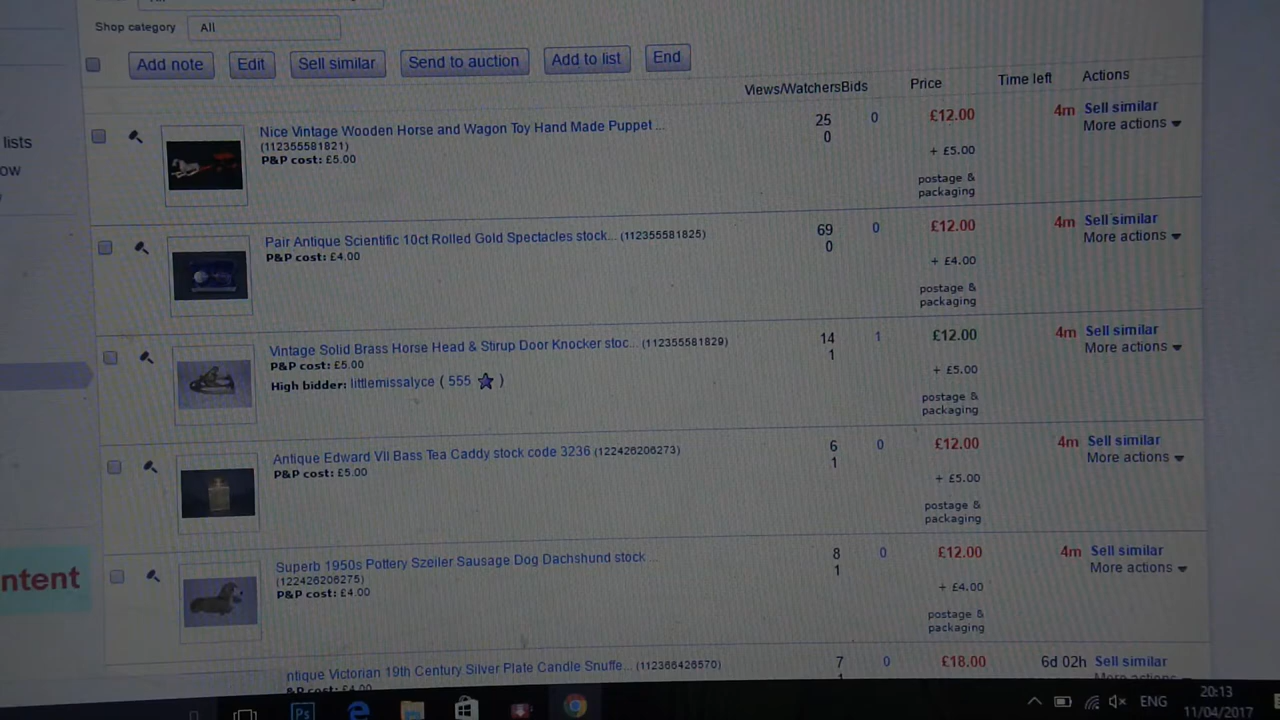 Shop category All
Add note Edit Sell similar Send to auction Add to list End
Views/Watchers Bids Price Time left Actions
lists
ow
Nice Vintage Wooden Horse and Wagon Toy Hand Made Puppet ...
(112355581821)
P&P cost: £5.00
25
0
0
£12.00
+ £5.00
postage &
packaging
4m
Sell similar
More actions
Pair Antique Scientific 10ct Rolled Gold Spectacles stock... (112355581825)
P&P cost: £4.00
69
0
0
£12.00
+ £4.00
postage &
packaging
4m
Sell similar
More actions
Vintage Solid Brass Horse Head & Stirup Door Knocker stoc... (112355581829)
P&P cost: £5.00
High bidder: littlemissalyce ( 555 )
14
1
1
£12.00
+ £5.00
postage &
packaging
4m
Sell similar
More actions
Antique Edward VII Bass Tea Caddy stock code 3236 (122426206273)
P&P cost: £5.00
6
1
0
£12.00
+ £5.00
postage &
packaging
4m
Sell similar
More actions
ntent
Superb 1950s Pottery Szeiler Sausage Dog Dachshund stock ...
(122426206275)
P&P cost: £4.00
8
1
0
£12.00
+ £4.00
postage &
packaging
4m
Sell similar
More actions
ntique Victorian 19th Century Silver Plate Candle Snuffe... (112366426570)
P&P cost: £4.00
7
0
£18.00
6d 02h
Sell similar
More actions
Ps
ENG
20:13
11/04/2017